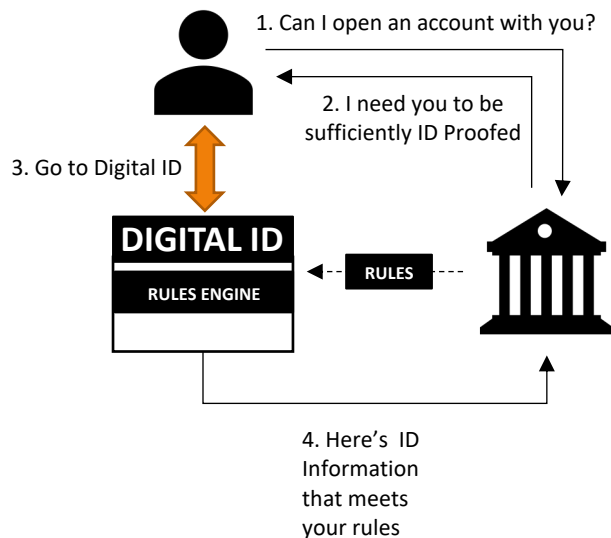 1. Can I open an account with you?
2. I need you to be
sufficiently ID Proofed
3. Go to Digital ID
DIGITAL ID
RULES
RULES ENGINE
4. Here's  ID
Information
that meets
your rules